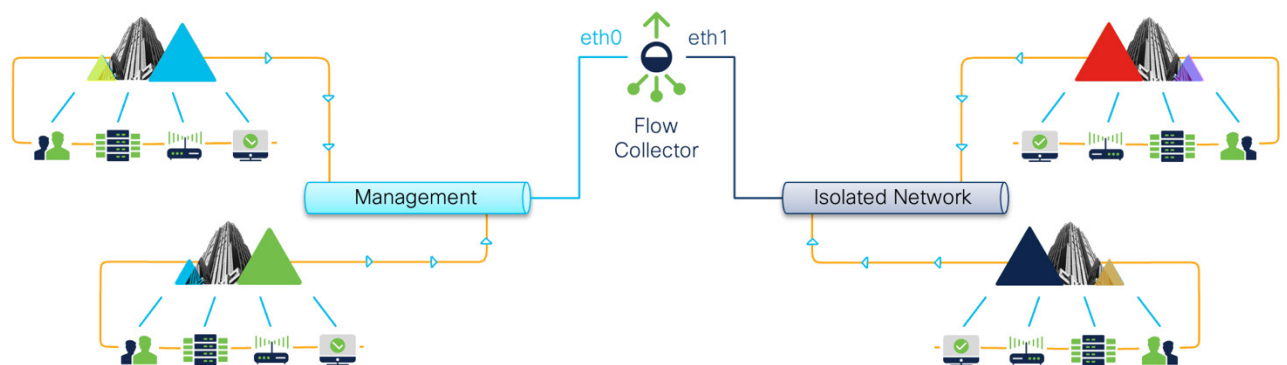 eth0
eth1
Flow
Collector
Management
Isolated Network